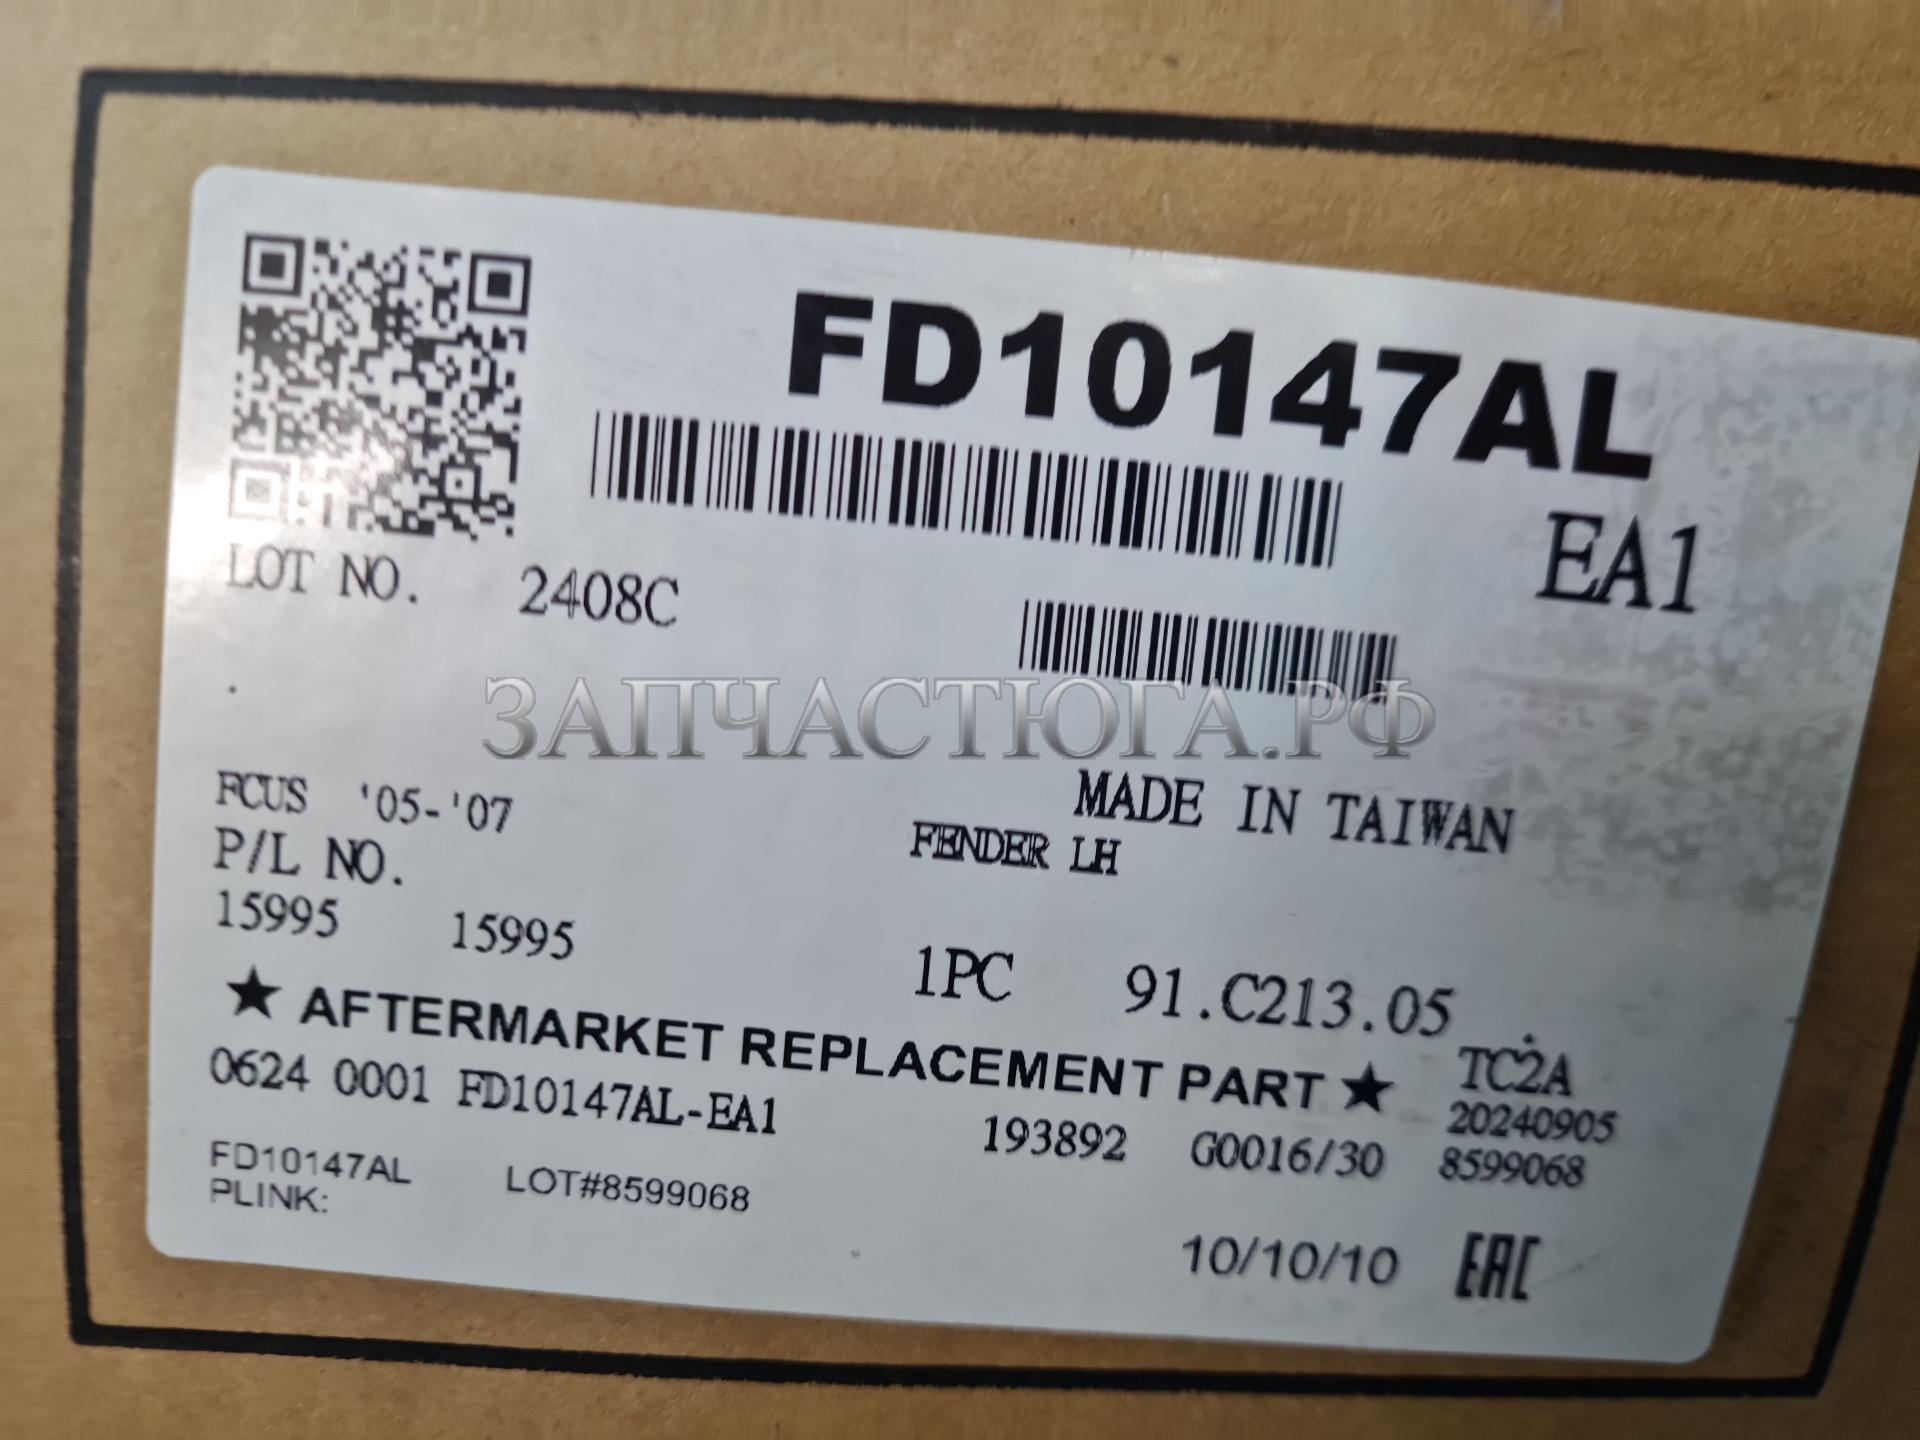 FD10147AL
EA1
LOT NO. 2408C
ЗАПЧАСТЮГА.РФ
FCUS '05-'07
MADE IN TAIWAN
P/L NO.
FENDER LH
15995 15995
1PC 91.C213.05
★ AFTERMARKET REPLACEMENT PART ★
TC2A
0624 0001 FD10147AL-EA1
193892 G0016/30
20240905
8599068
FD10147AL LOT#8599068
PLINK:
10/10/10 EAC